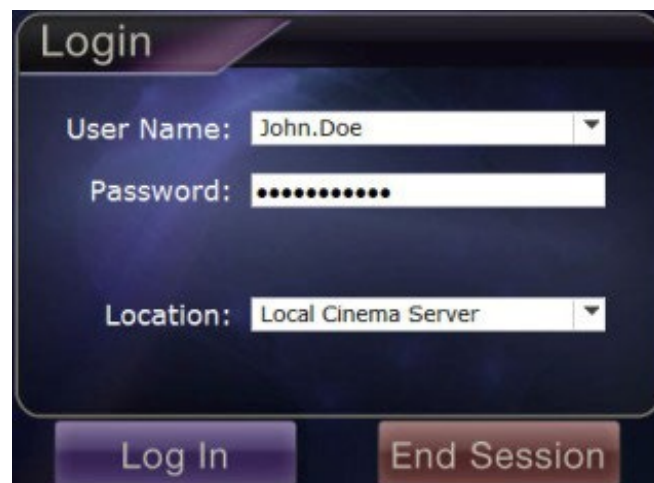 Login
User Name: John.Doe
Password: •••••••••••
Location: Local Cinema Server
Log In End Session